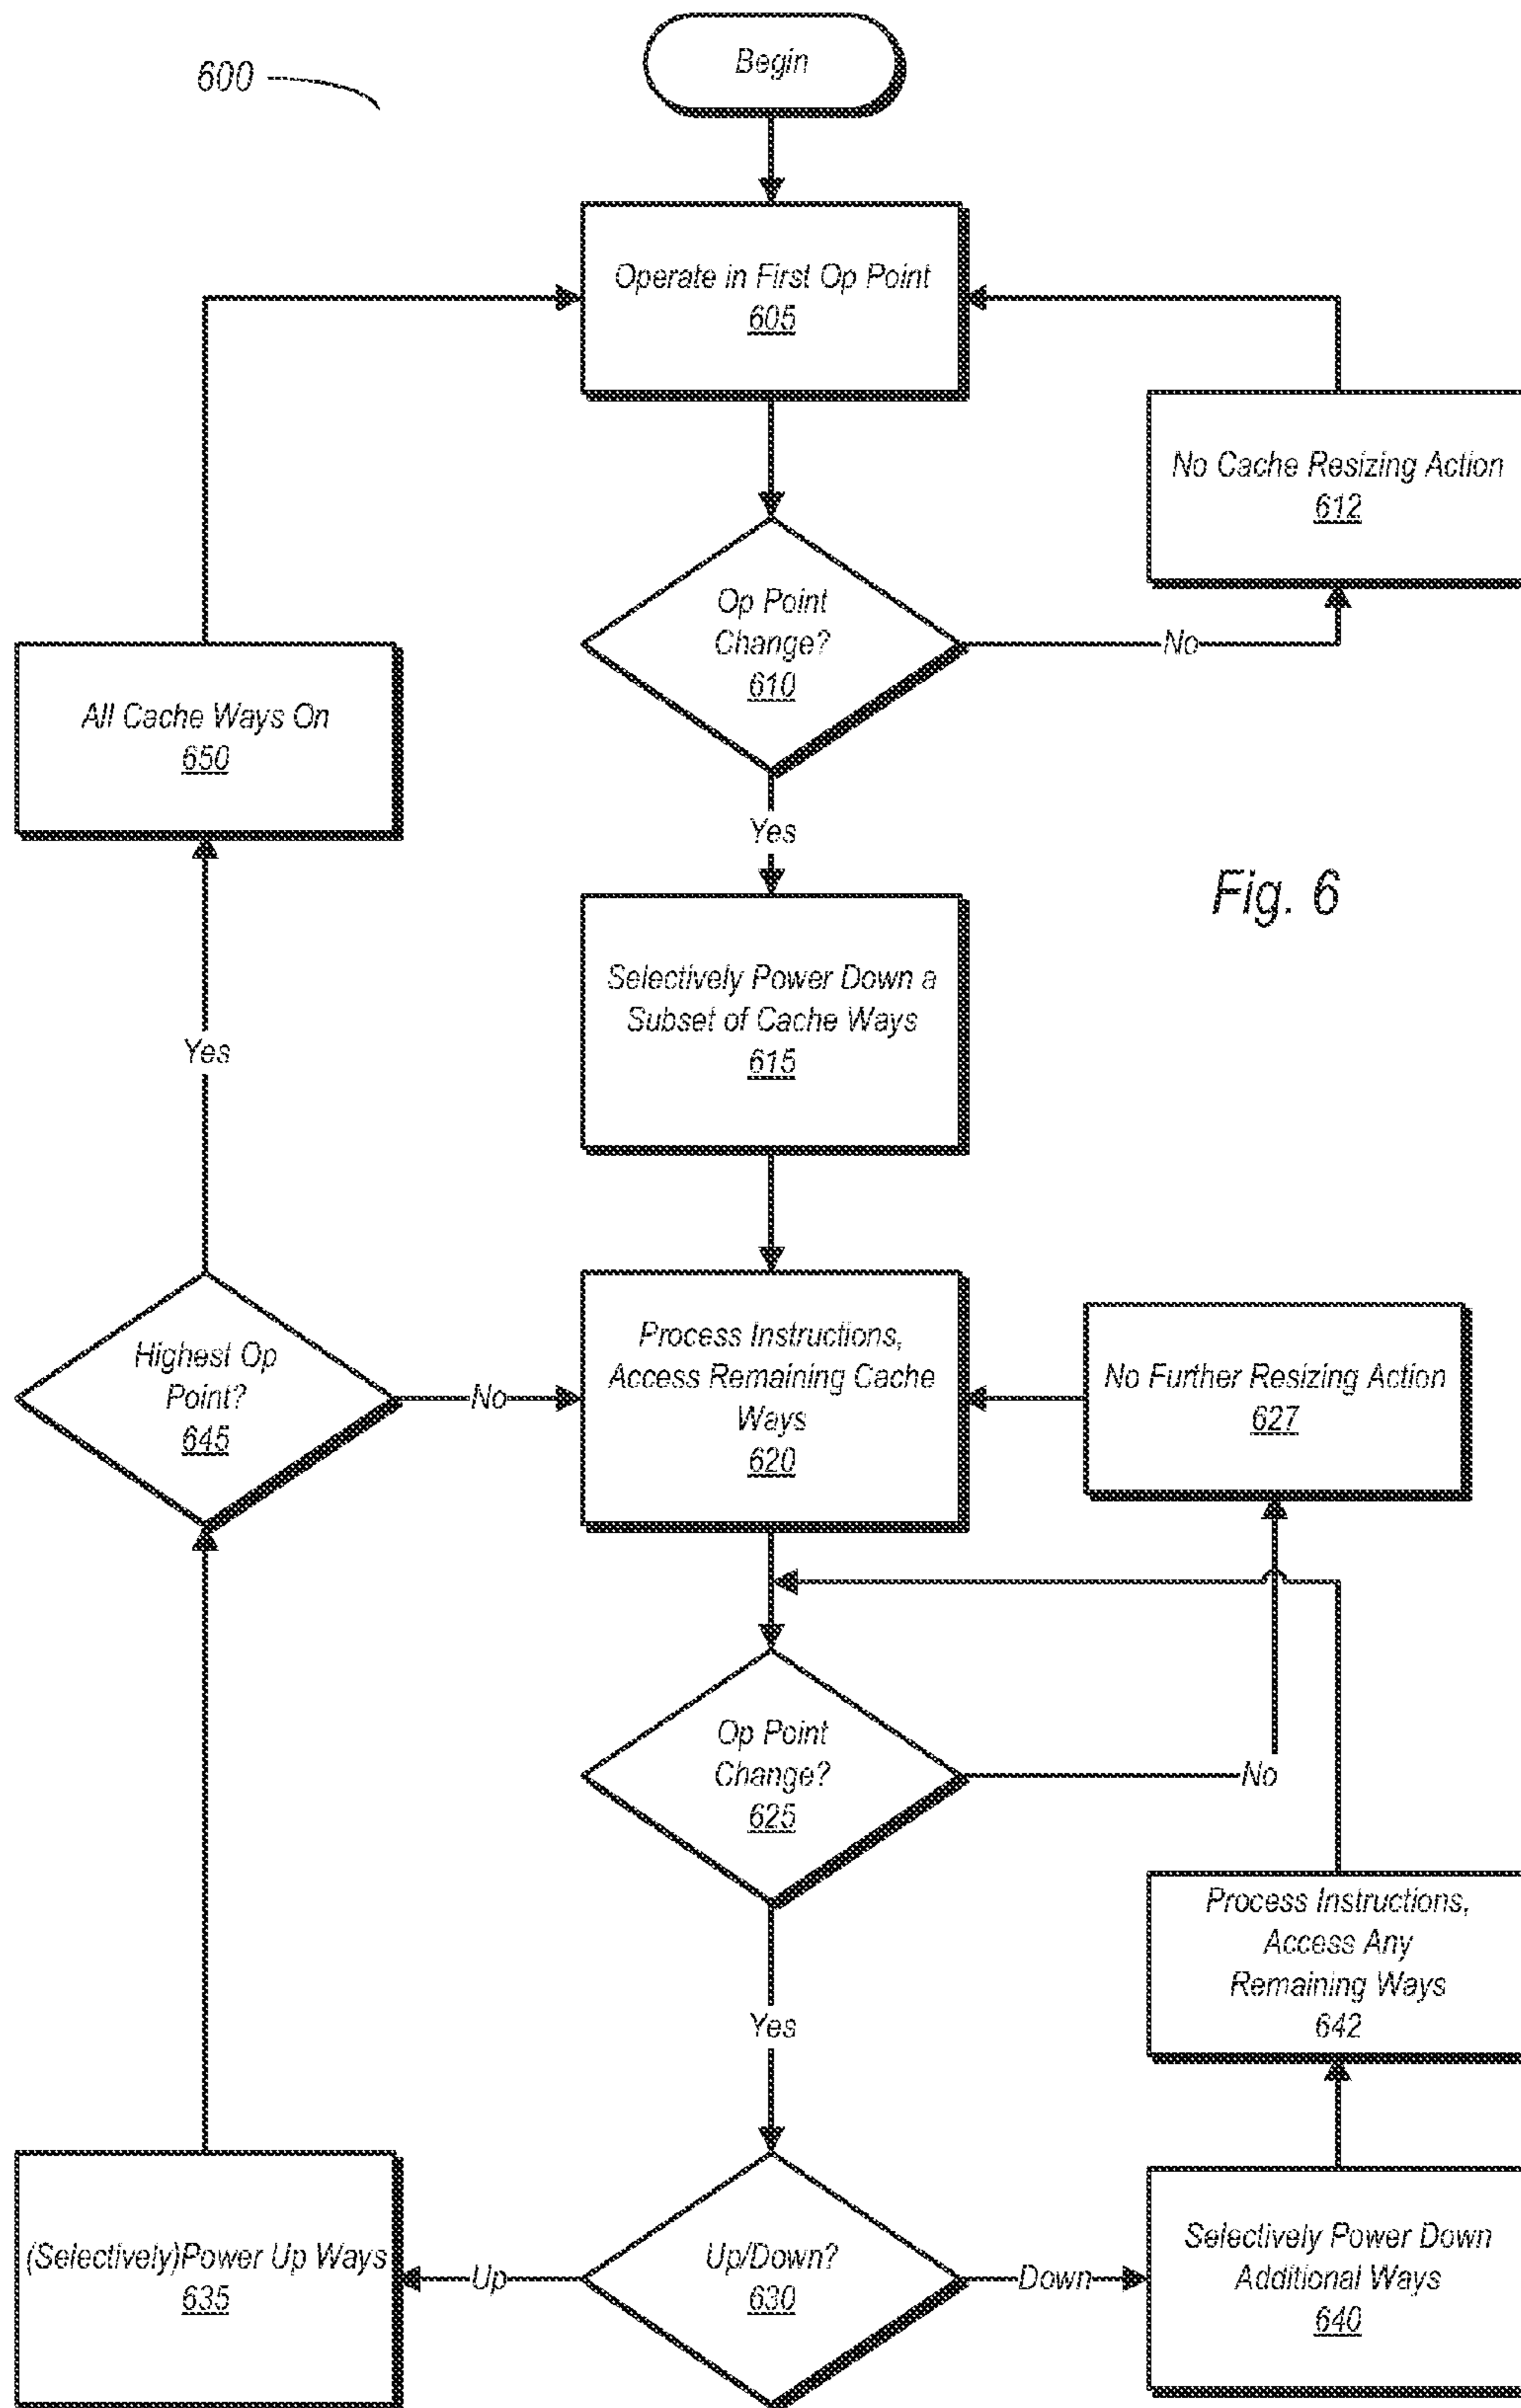 600
Begin
Operate in First Op Point
605
No Cache Resizing Action
612
Op Point
Change?
610
No
All Cache Ways On
650
Yes
Fig. 6
Selectively Power Down a
Subset of Cache Ways
615
Yes
Process Instructions,
Access Remaining Cache
Ways
620
No Further Resizing Action
627
Highest Op
Point?
645
No
Op Point
Change?
625
No
Process Instructions,
Access Any
Remaining Ways
642
Yes
(Selectively)Power Up Ways
635
Up
Up/Down?
630
Down
Selectively Power Down
Additional Ways
640